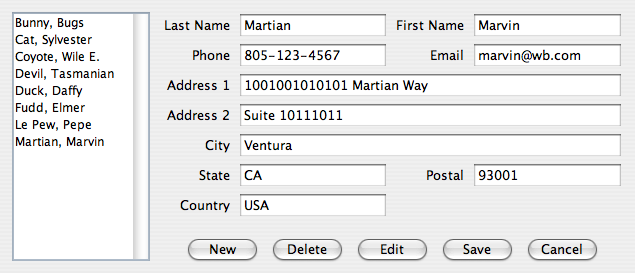 Bunny, Bugs
Cat, Sylvester
Coyote, Wile E.
Devil, Tasmanian
Duck, Daffy
Fudd, Elmer
Le Pew, Pepe
Martian, Marvin
Last Name Martian First Name Marvin
Phone 805-123-4567 Email marvin@wb.com
Address 1 1001001010101 Martian Way
Address 2 Suite 10111011
City Ventura
State CA Postal 93001
Country USA
New Delete Edit Save Cancel